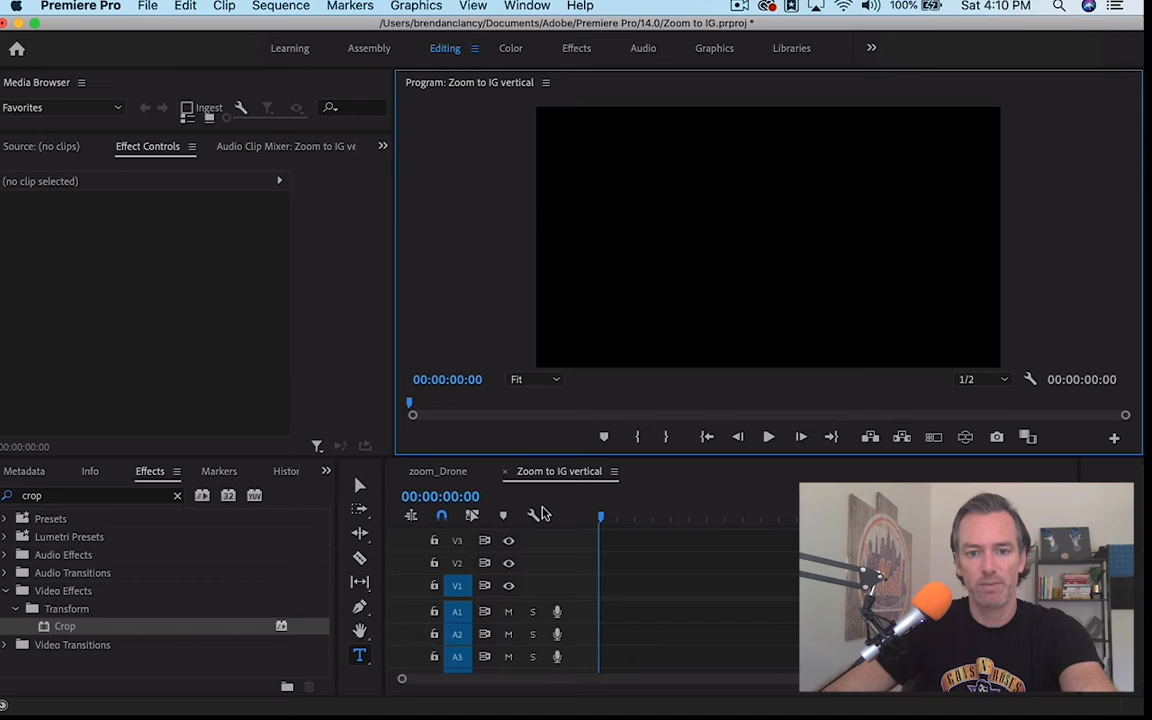 Premiere Pro File Edit Clip Sequence Markers Graphics View Window Help 100% Sat 4:10 PM
/Users/brendanclancy/Documents/Adobe/Premiere Pro/14.0/Zoom to IG.prproj *
Learning Assembly Editing Color Effects Audio Graphics Libraries
Media Browser Program: Zoom to IG vertical
Favorites Ingest
Source: (no clips) Effect Controls Audio Clip Mixer: Zoom to IG ve
(no clip selected)
00:00:00:00 Fit 1/2 00:00:00:00
00:00:00:00
Metadata Info Effects Markers Histor zoom_Drone × Zoom to IG vertical
crop 32 YUV 00:00:00:00
Presets
Lumetri Presets V3
Audio Effects V2
Audio Transitions
Video Effects V1
Transform A1 M S
Crop A2 M S
Video Transitions A3 M S
T
GUNS N ROSES